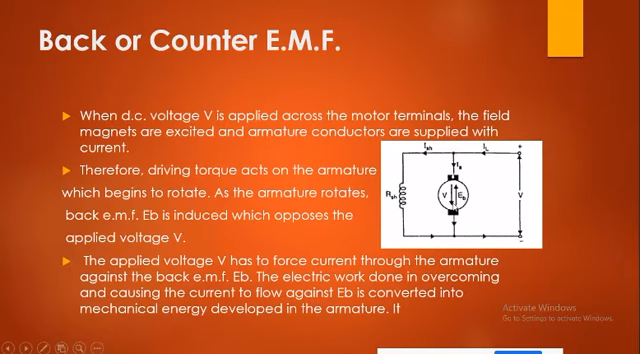 Back or Counter E.M.F.
When d.c. voltage V is applied across the motor terminals, the field
magnets are excited and armature conductors are supplied with
current.
Therefore, driving torque acts on the armature
which begins to rotate. As the armature rotates,
back e.m.f. Eb is induced which opposes the
applied voltage V.
Ish
IL
+
Ia
Rsh
V
Eb
V
–
The applied voltage V has to force current through the armature
against the back e.m.f. Eb. The electric work done in overcoming
and causing the current to flow against Eb is converted into
mechanical energy developed in the armature. It
Activate Windows
Go to Settings to activate Windows.